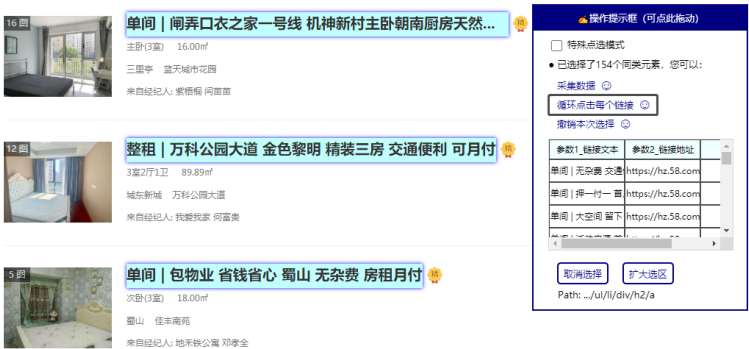 16 图
单间 | 闸弄口衣之家一号线 机神新村主卧朝南厨房天然...
精
主卧(3室) 16.00㎡
三里亭 蓝天城市花园
来自经纪人: 紫梧桐 闫苗苗
12 图
整租 | 万科公园大道 金色黎明 精装三房 交通便利 可月付
精
3室2厅1卫 89.89㎡
城东新城 万科公园大道
来自经纪人: 我爱我家 何富贵
5 图
单间 | 包物业 省钱省心 蜀山 无杂费 房租月付
精
次卧(3室) 18.00㎡
蜀山 佳丰南苑
来自经纪人: 地禾铁公寓 邓孝全
✍操作提示框 (可点此拖动)
特殊点选模式
● 已选择了154个同类元素，您可以:
采集数据 ☺
循环点击每个链接 ☺
撤销本次选择 ☺
参数1_链接文本 参数2_链接地址
单间 | 无杂费 交通 https://hz.58.com
单间 | 押一付一 首 https://hz.58.com
单间 | 大空间 留下 https://hz.58.com
取消选择 扩大选区
Path: .../ul/li/div/h2/a